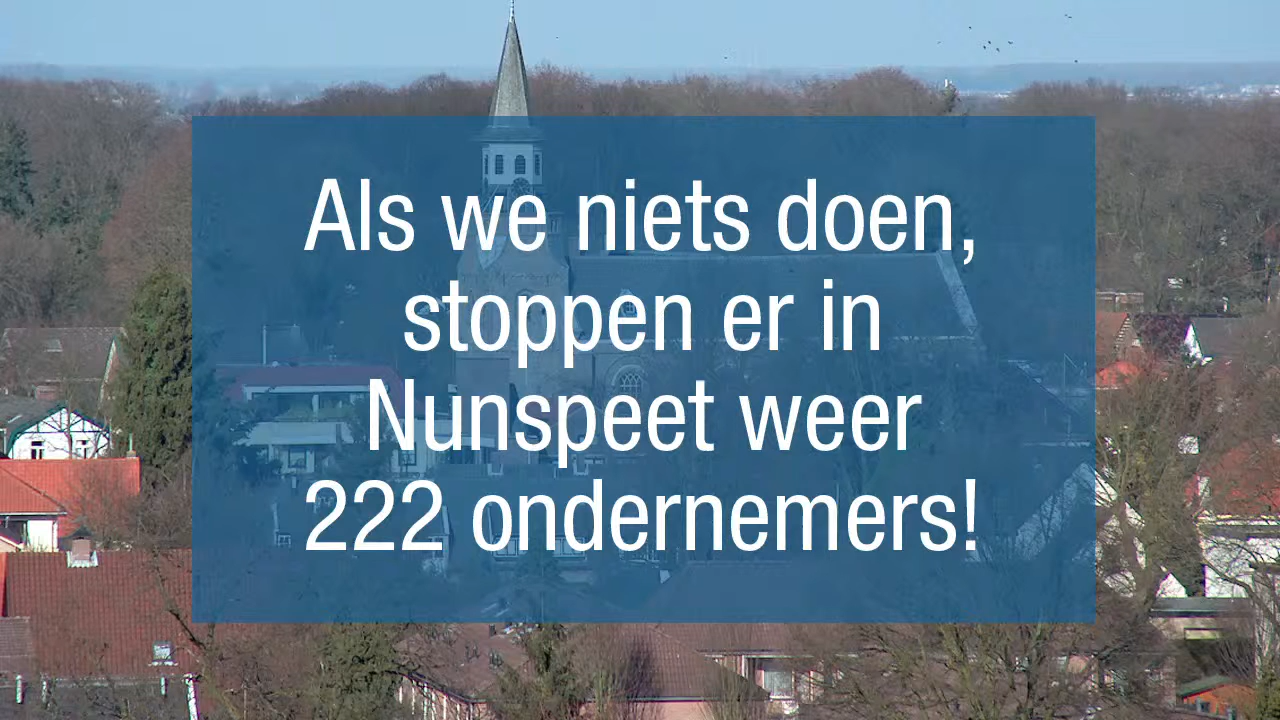 Als we niets doen,
stoppen er in
Nunspeet weer
222 ondernemers!